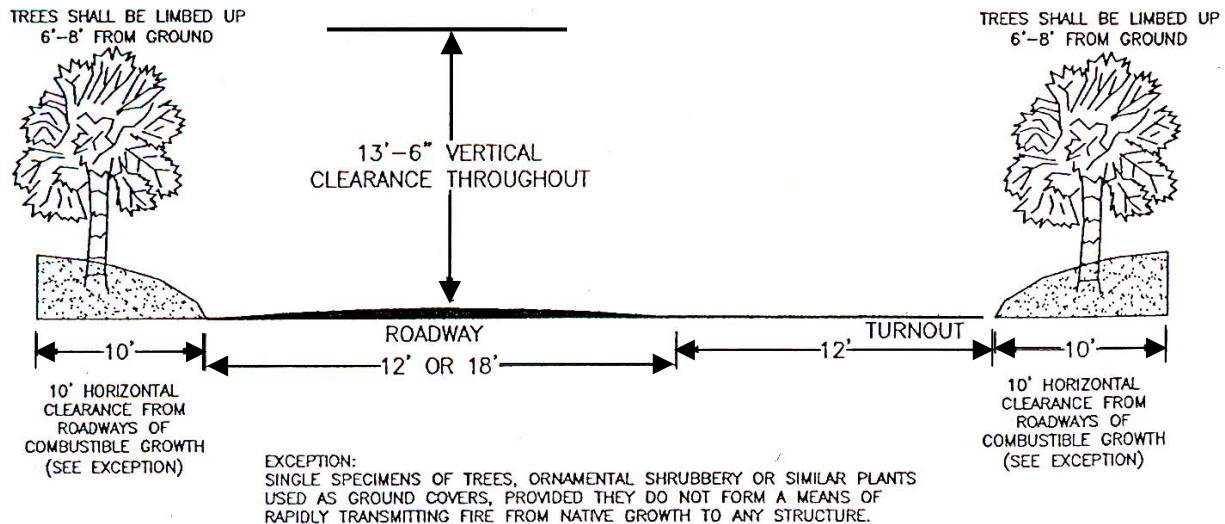 TREES SHALL BE LIMBED UP
6'-8' FROM GROUND
TREES SHALL BE LIMBED UP
6'-8' FROM GROUND
13'-6" VERTICAL
CLEARANCE THROUGHOUT
ROADWAY
TURNOUT
10'
12' OR 18'
12'
10'
10' HORIZONTAL
CLEARANCE FROM
ROADWAYS OF
COMBUSTIBLE GROWTH
(SEE EXCEPTION)
10' HORIZONTAL
CLEARANCE FROM
ROADWAYS OF
COMBUSTIBLE GROWTH
(SEE EXCEPTION)
EXCEPTION:
SINGLE SPECIMENS OF TREES, ORNAMENTAL SHRUBBERY OR SIMILAR PLANTS
USED AS GROUND COVERS, PROVIDED THEY DO NOT FORM A MEANS OF
RAPIDLY TRANSMITTING FIRE FROM NATIVE GROWTH TO ANY STRUCTURE.